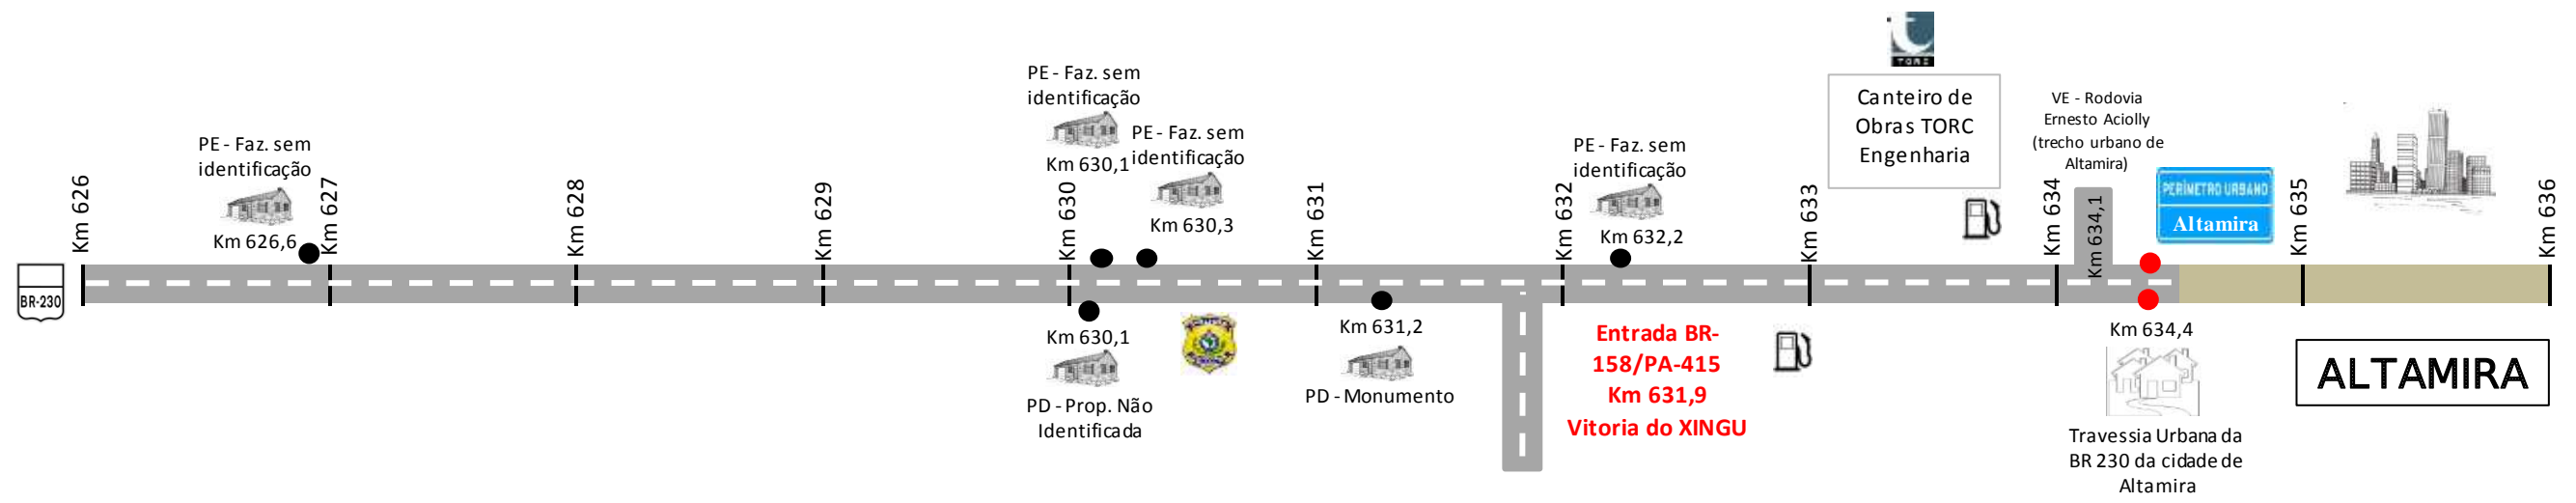 BR-230
Km 626
PE - Faz. sem
identificação
Km 626,6
Km 627
Km 628
Km 629
Km 630
PE - Faz. sem
identificação
Km 630,1
PE - Faz. sem
identificação
Km 630,3
Km 630,1
PD - Prop. Não
Identificada
Km 631
Km 631,2
PD - Monumento
Km 632
PE - Faz. sem
identificação
Km 632,2
Entrada BR-
158/PA-415
Km 631,9
Vitoria do XINGU
Km 633
TORC
Canteiro de
Obras TORC
Engenharia
Km 634
VE - Rodovia
Ernesto Aciolly
(trecho urbano de
Altamira)
Km 634,1
PERÍMETRO URBANO
Altamira
Km 634,4
Travessia Urbana da
BR 230 da cidade de
Altamira
Km 635
Km 636
ALTAMIRA